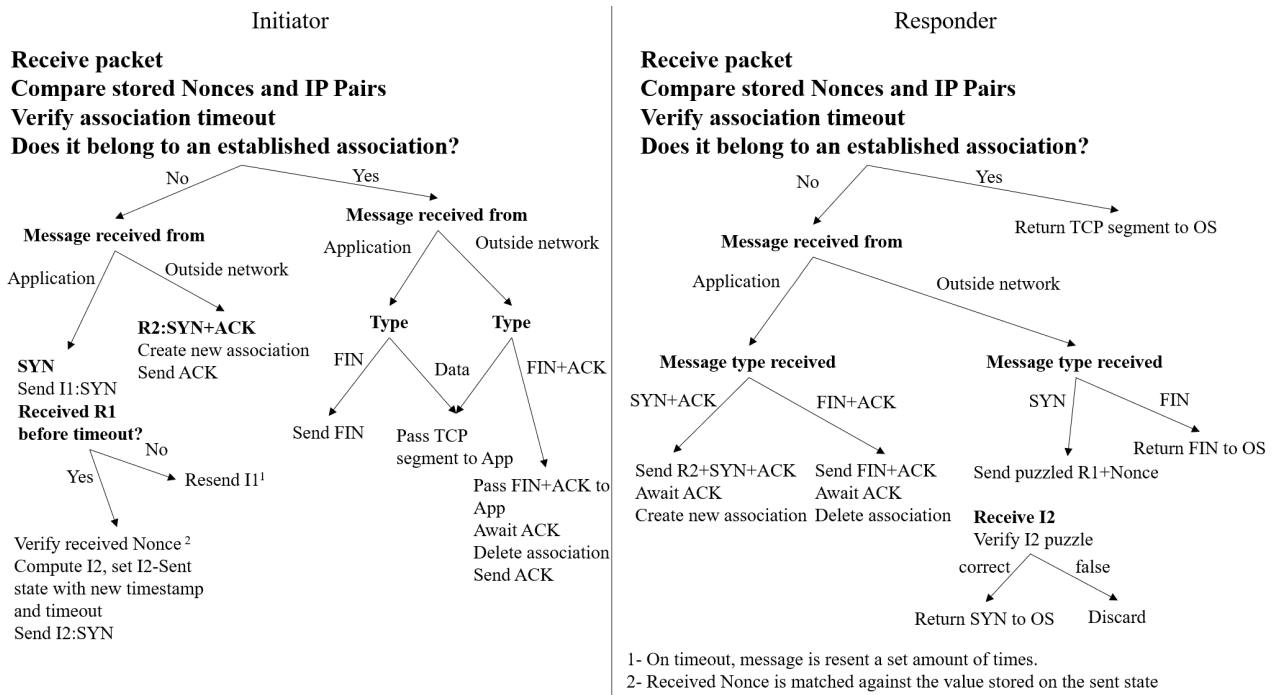 Initiator
Receive packet
Compare stored Nonces and IP Pairs
Verify association timeout
Does it belong to an established association?
No
Yes
Message received from
Application
Outside network
SYN
Send I1:SYN
Received R1
before timeout?
No
Yes
Resend I1¹
Verify received Nonce ²
Compute I2, set I2-Sent
state with new timestamp
and timeout
Send I2:SYN
R2:SYN+ACK
Create new association
Send ACK
Message received from
Application
Outside network
Type
Type
FIN
Data
FIN+ACK
Send FIN
Pass TCP
segment to App
Pass FIN+ACK to
App
Await ACK
Delete association
Send ACK
Responder
Receive packet
Compare stored Nonces and IP Pairs
Verify association timeout
Does it belong to an established association?
No
Yes
Return TCP segment to OS
Message received from
Application
Outside network
Message type received
SYN+ACK
FIN+ACK
Send R2+SYN+ACK
Await ACK
Create new association
Send FIN+ACK
Await ACK
Delete association
Message type received
SYN
FIN
Return FIN to OS
Send puzzled R1+Nonce
Receive I2
Verify I2 puzzle
correct
false
Return SYN to OS
Discard
1- On timeout, message is resent a set amount of times.
2- Received Nonce is matched against the value stored on the sent state